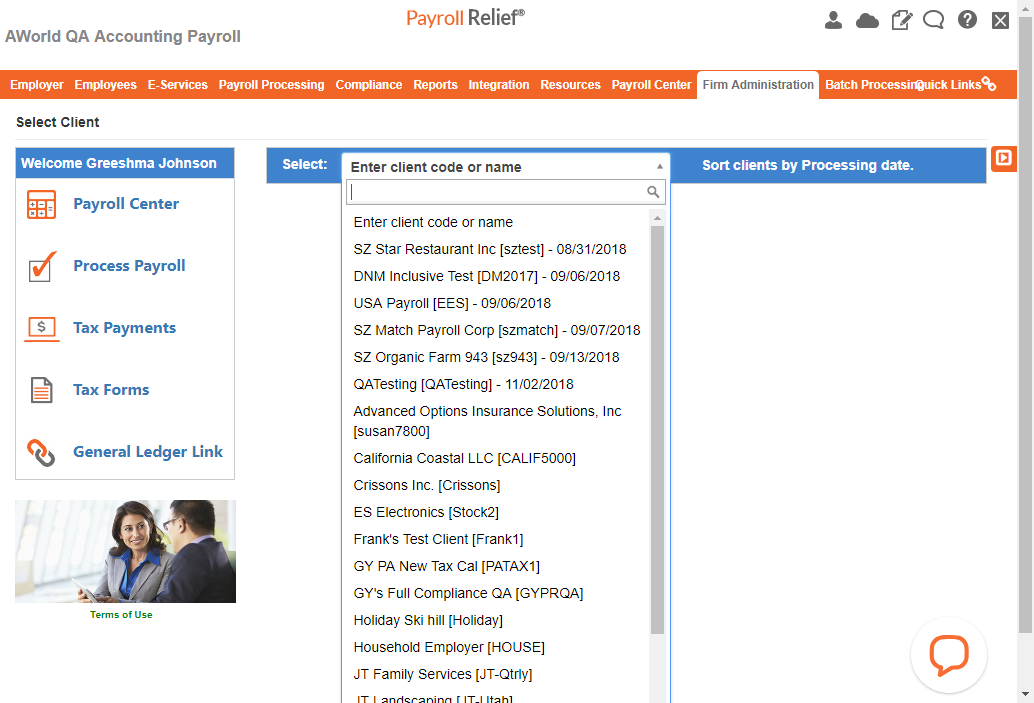 Payroll Relief®
AWorld QA Accounting Payroll
Employer Employees E-Services Payroll Processing Compliance Reports Integration Resources Payroll Center Firm Administration Batch Processing Quick Links
Select Client
Welcome Greeshma Johnson
Payroll Center
Process Payroll
$
Tax Payments
Tax Forms
General Ledger Link
Terms of Use
Select: Enter client code or name Sort clients by Processing date.
Enter client code or name
SZ Star Restaurant Inc [sztest] - 08/31/2018
DNM Inclusive Test [DM2017] - 09/06/2018
USA Payroll [EES] - 09/06/2018
SZ Match Payroll Corp [szmatch] - 09/07/2018
SZ Organic Farm 943 [sz943] - 09/13/2018
QATesting [QATesting] - 11/02/2018
Advanced Options Insurance Solutions, Inc
[susan7800]
California Coastal LLC [CALIF5000]
Crissons Inc. [Crissons]
ES Electronics [Stock2]
Frank's Test Client [Frank1]
GY PA New Tax Cal [PATAX1]
GY's Full Compliance QA [GYPRQA]
Holiday Ski hill [Holiday]
Household Employer [HOUSE]
JT Family Services [JT-Qtrly]
JT Landscaping [JT-Utah]